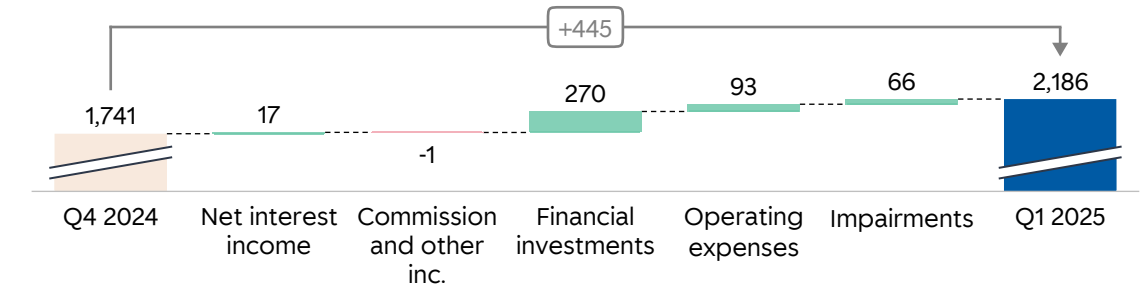 +445
1,741
17
-1
270
93
66
2,186
Q4 2024
Net interest
income
Commission
and other
inc.
Financial
investments
Operating
expenses
Impairments
Q1 2025